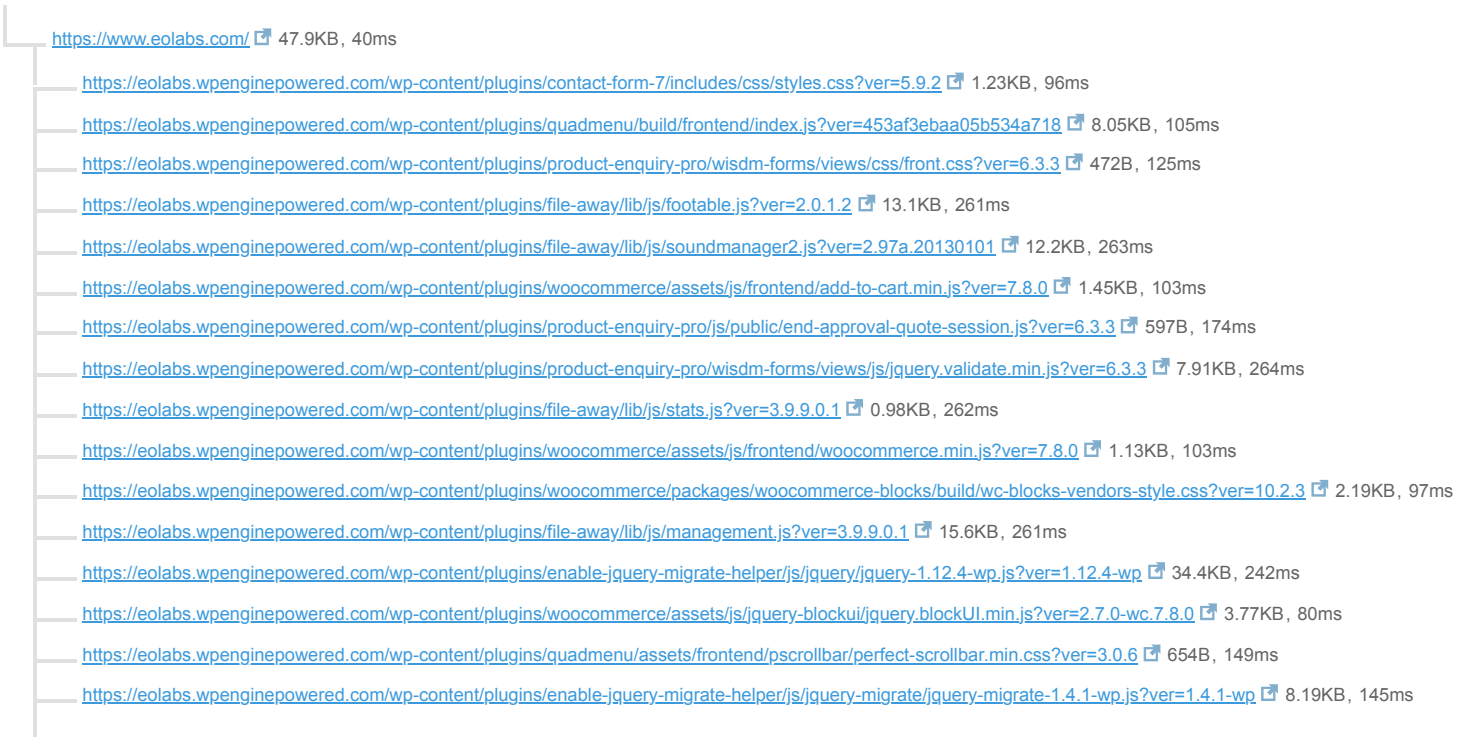 https://www.eolabs.com/ 47.9KB, 40ms
https://eolabs.wpenginepowered.com/wp-content/plugins/contact-form-7/includes/css/styles.css?ver=5.9.2 1.23KB, 96ms
https://eolabs.wpenginepowered.com/wp-content/plugins/quadmenu/build/frontend/index.js?ver=453af3ebaa05b534a718 8.05KB, 105ms
https://eolabs.wpenginepowered.com/wp-content/plugins/product-enquiry-pro/wisdm-forms/views/css/front.css?ver=6.3.3 472B, 125ms
https://eolabs.wpenginepowered.com/wp-content/plugins/file-away/lib/js/footable.js?ver=2.0.1.2 13.1KB, 261ms
https://eolabs.wpenginepowered.com/wp-content/plugins/file-away/lib/js/soundmanager2.js?ver=2.97a.20130101 12.2KB, 263ms
https://eolabs.wpenginepowered.com/wp-content/plugins/woocommerce/assets/js/frontend/add-to-cart.min.js?ver=7.8.0 1.45KB, 103ms
https://eolabs.wpenginepowered.com/wp-content/plugins/product-enquiry-pro/js/public/end-approval-quote-session.js?ver=6.3.3 597B, 174ms
https://eolabs.wpenginepowered.com/wp-content/plugins/product-enquiry-pro/wisdm-forms/views/js/jquery.validate.min.js?ver=6.3.3 7.91KB, 264ms
https://eolabs.wpenginepowered.com/wp-content/plugins/file-away/lib/js/stats.js?ver=3.9.9.0.1 0.98KB, 262ms
https://eolabs.wpenginepowered.com/wp-content/plugins/woocommerce/assets/js/frontend/woocommerce.min.js?ver=7.8.0 1.13KB, 103ms
https://eolabs.wpenginepowered.com/wp-content/plugins/woocommerce/packages/woocommerce-blocks/build/wc-blocks-vendors-style.css?ver=10.2.3 2.19KB, 97ms
https://eolabs.wpenginepowered.com/wp-content/plugins/file-away/lib/js/management.js?ver=3.9.9.0.1 15.6KB, 261ms
https://eolabs.wpenginepowered.com/wp-content/plugins/enable-jquery-migrate-helper/js/jquery/jquery-1.12.4-wp.js?ver=1.12.4-wp 34.4KB, 242ms
https://eolabs.wpenginepowered.com/wp-content/plugins/woocommerce/assets/js/jquery-blockui/jquery.blockUI.min.js?ver=2.7.0-wc.7.8.0 3.77KB, 80ms
https://eolabs.wpenginepowered.com/wp-content/plugins/quadmenu/assets/frontend/pscrollbar/perfect-scrollbar.min.css?ver=3.0.6 654B, 149ms
https://eolabs.wpenginepowered.com/wp-content/plugins/enable-jquery-migrate-helper/js/jquery-migrate/jquery-migrate-1.4.1-wp.js?ver=1.4.1-wp 8.19KB, 145ms